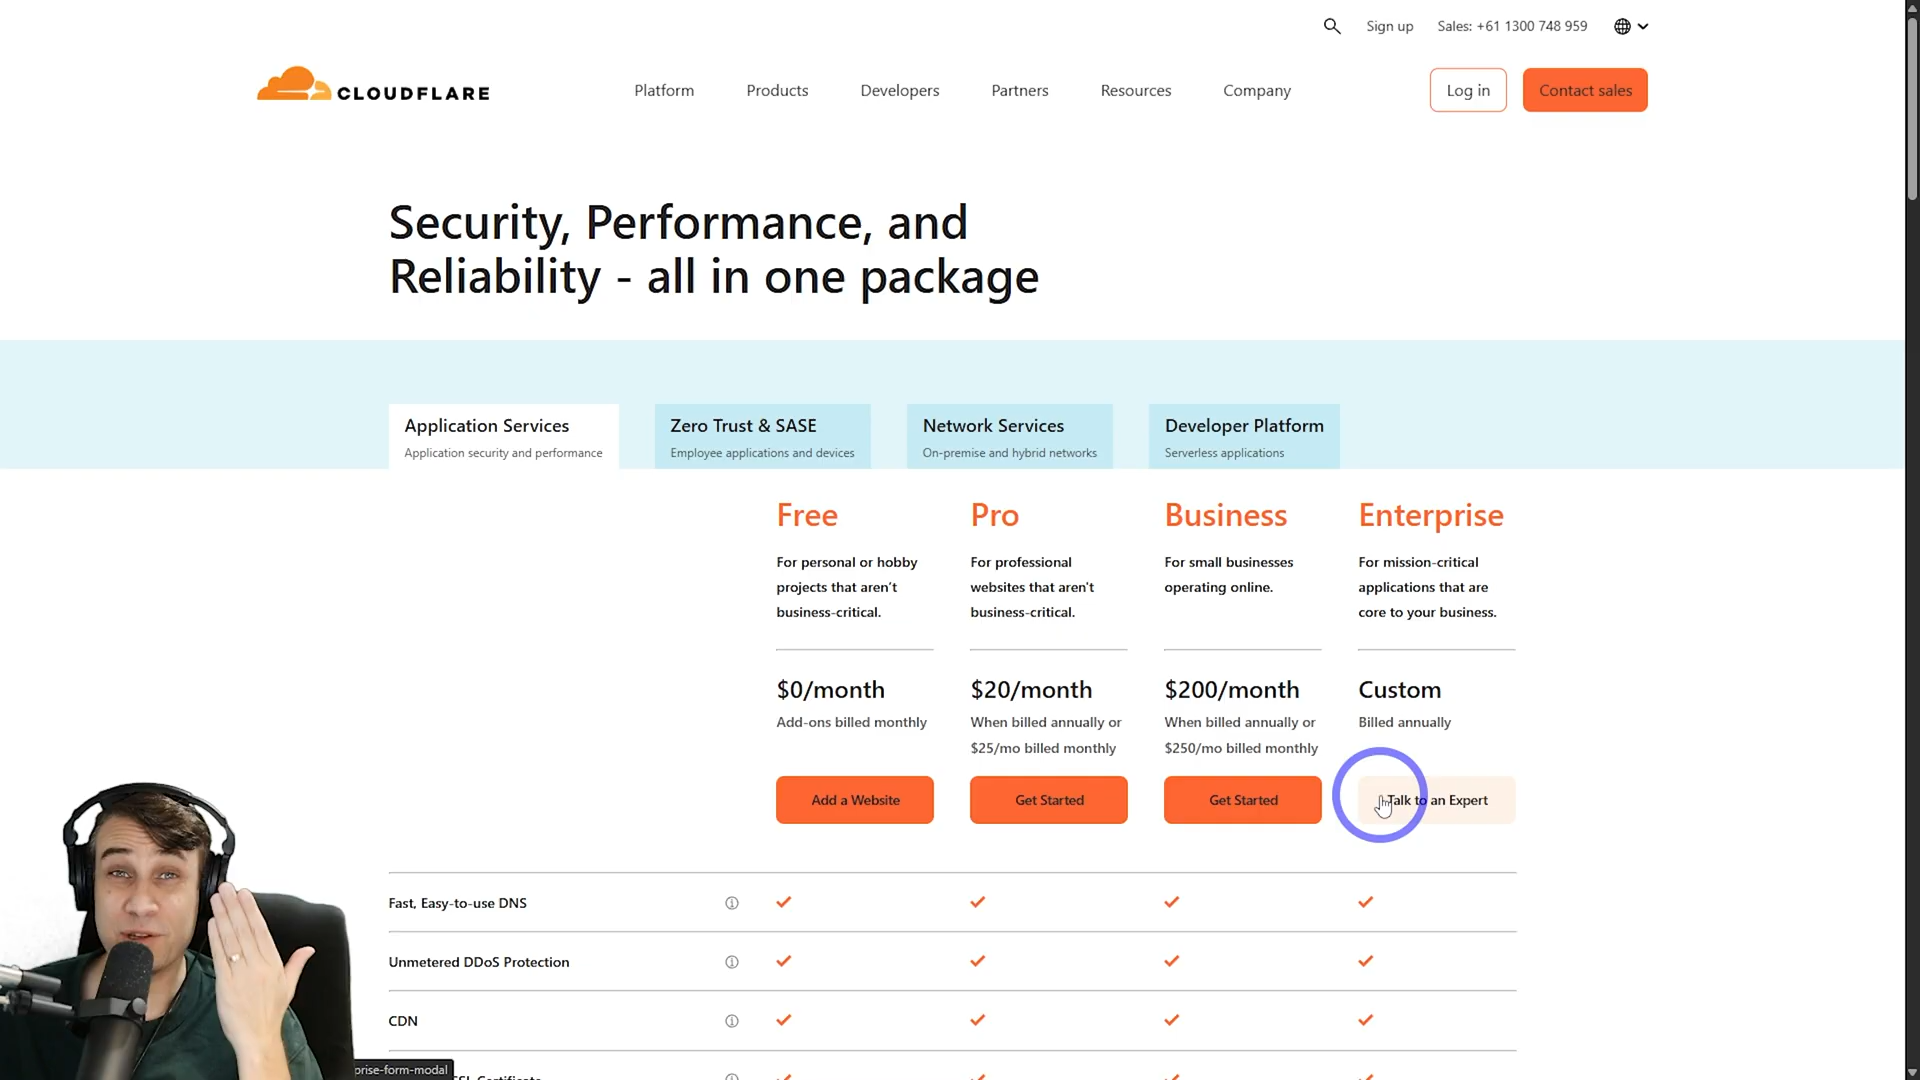 Sign up
Sales: +61 1300 748 959
CLOUDFLARE
Platform
Products
Developers
Partners
Resources
Company
Log in
Contact sales
Security, Performance, and
Reliability - all in one package
Application Services
Application security and performance
Zero Trust & SASE
Employee applications and devices
Network Services
On-premise and hybrid networks
Developer Platform
Serverless applications
Free
For personal or hobby
projects that aren't
business-critical.
$0/month
Add-ons billed monthly
Add a Website
Pro
For professional
websites that aren't
business-critical.
$20/month
When billed annually or
$25/mo billed monthly
Get Started
Business
For small businesses
operating online.
$200/month
When billed annually or
$250/mo billed monthly
Get Started
Enterprise
For mission-critical
applications that are
core to your business.
Custom
Billed annually
Talk to an Expert
Fast, Easy-to-use DNS
Unmetered DDoS Protection
CDN
prise-form-modal